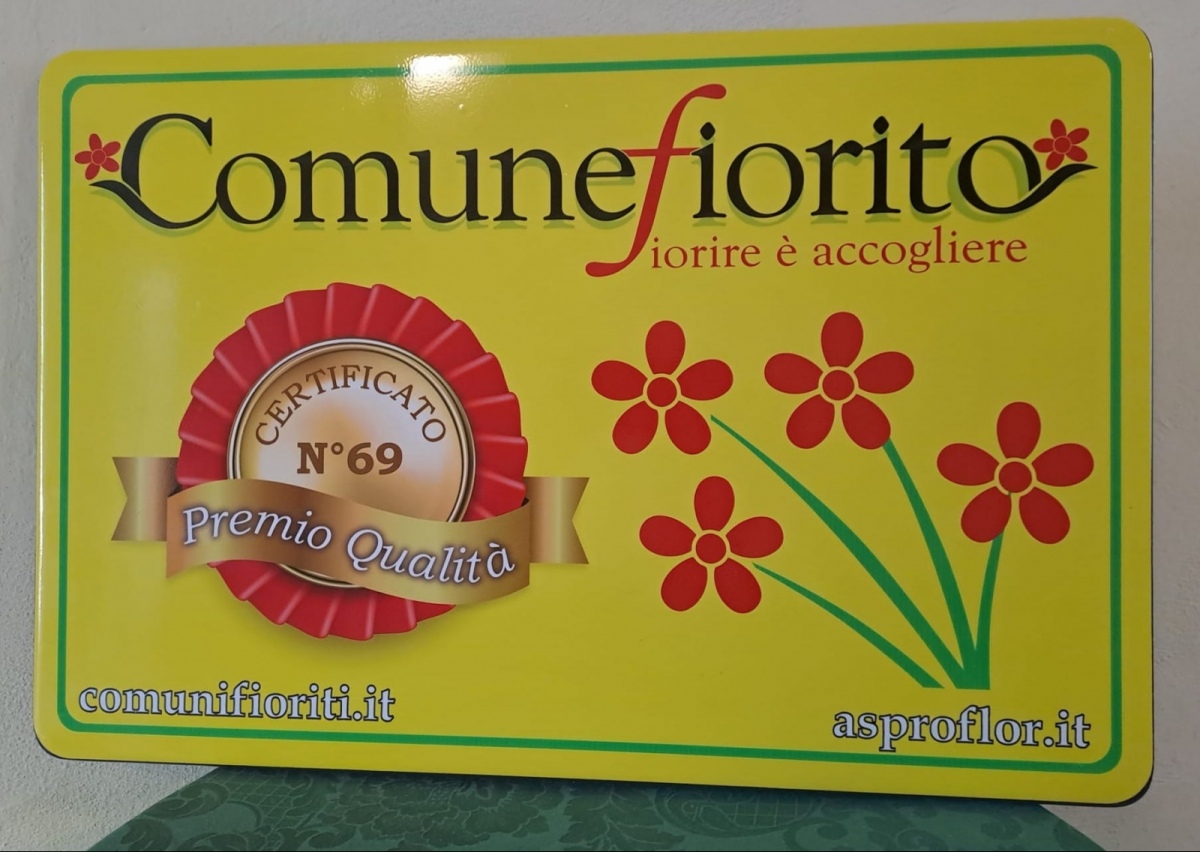 Comunefiorito
fiorire è accogliere
CERTIFICATO
N°69
Premio Qualità
comunifioriti.it
asproflor.it